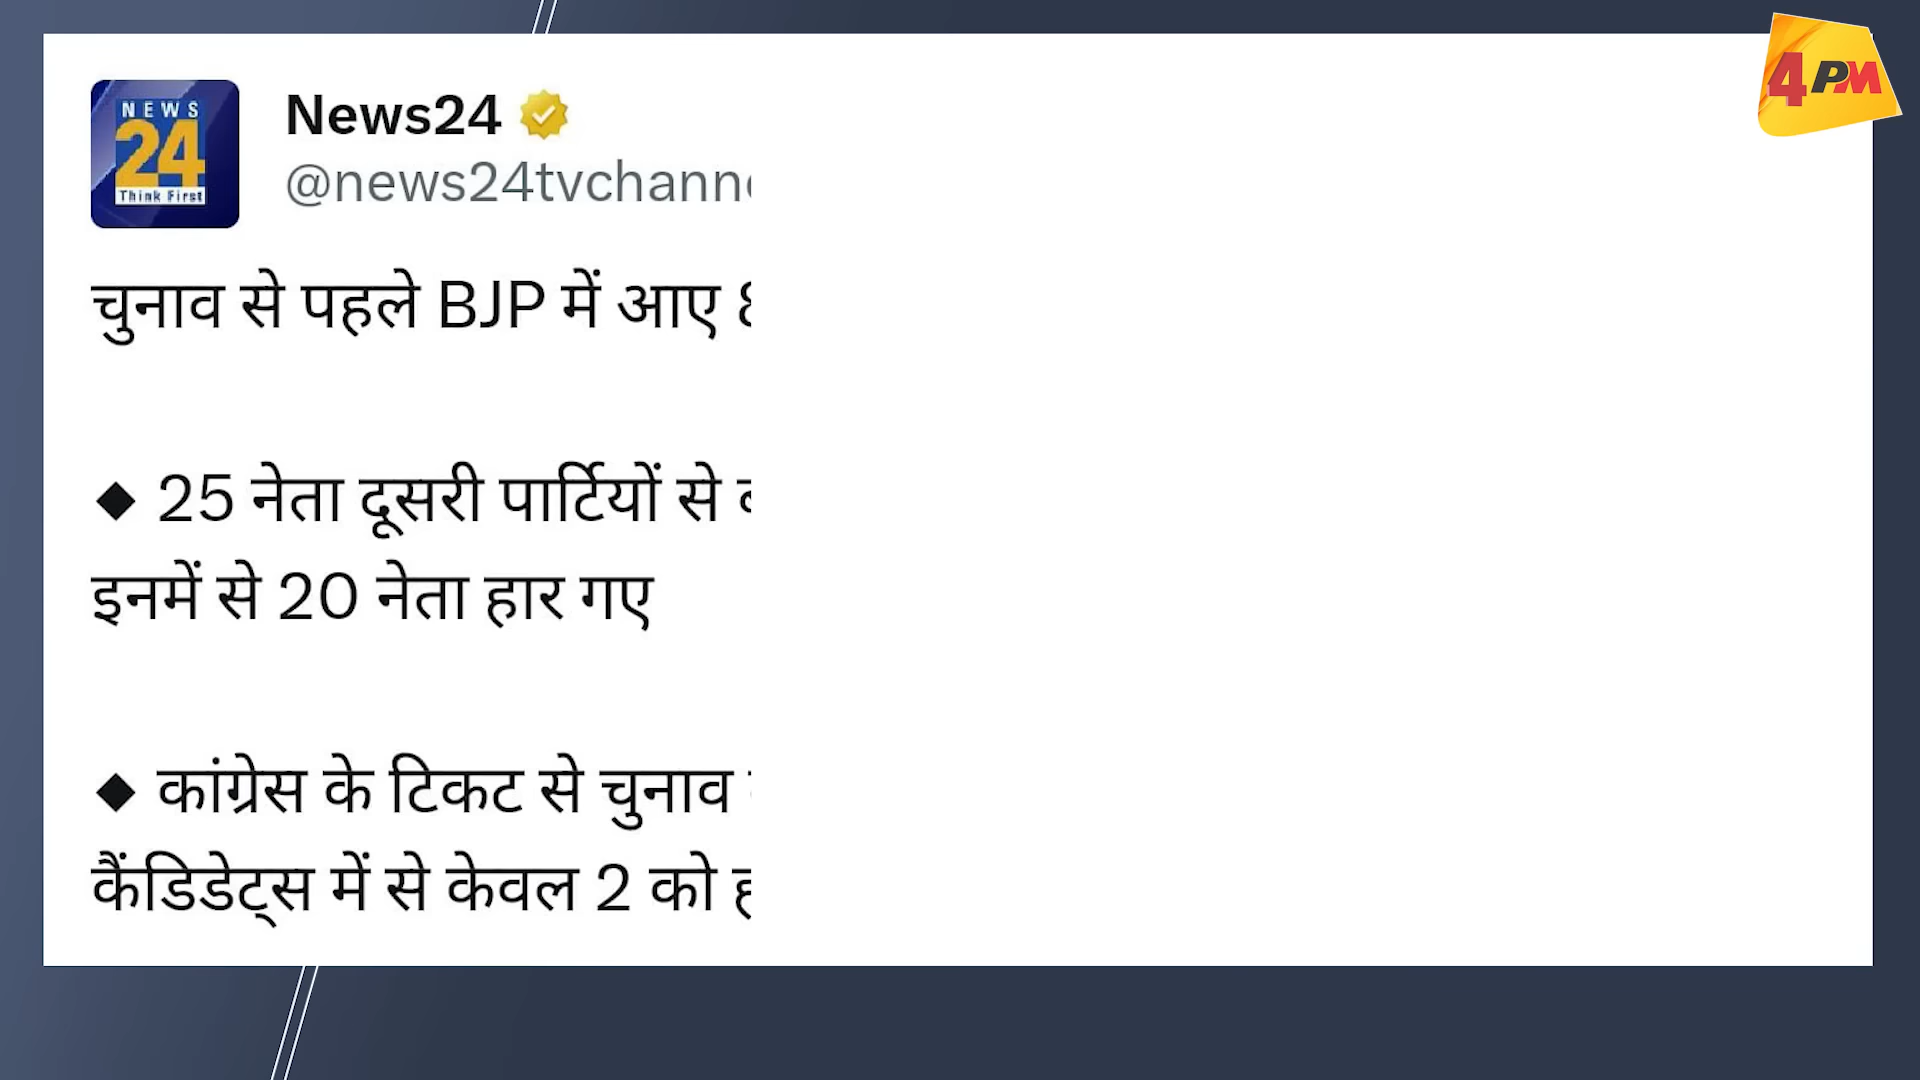 4PM
NEWS
24
Think First
News24
@news24tvchann
चुनाव से पहले BJP में आए
◆ 25 नेता दूसरी पार्टियों से
इनमें से 20 नेता हार गए
◆ कांग्रेस के टिकट से चुनाव
कैंडिडेट्स में से केवल 2 को